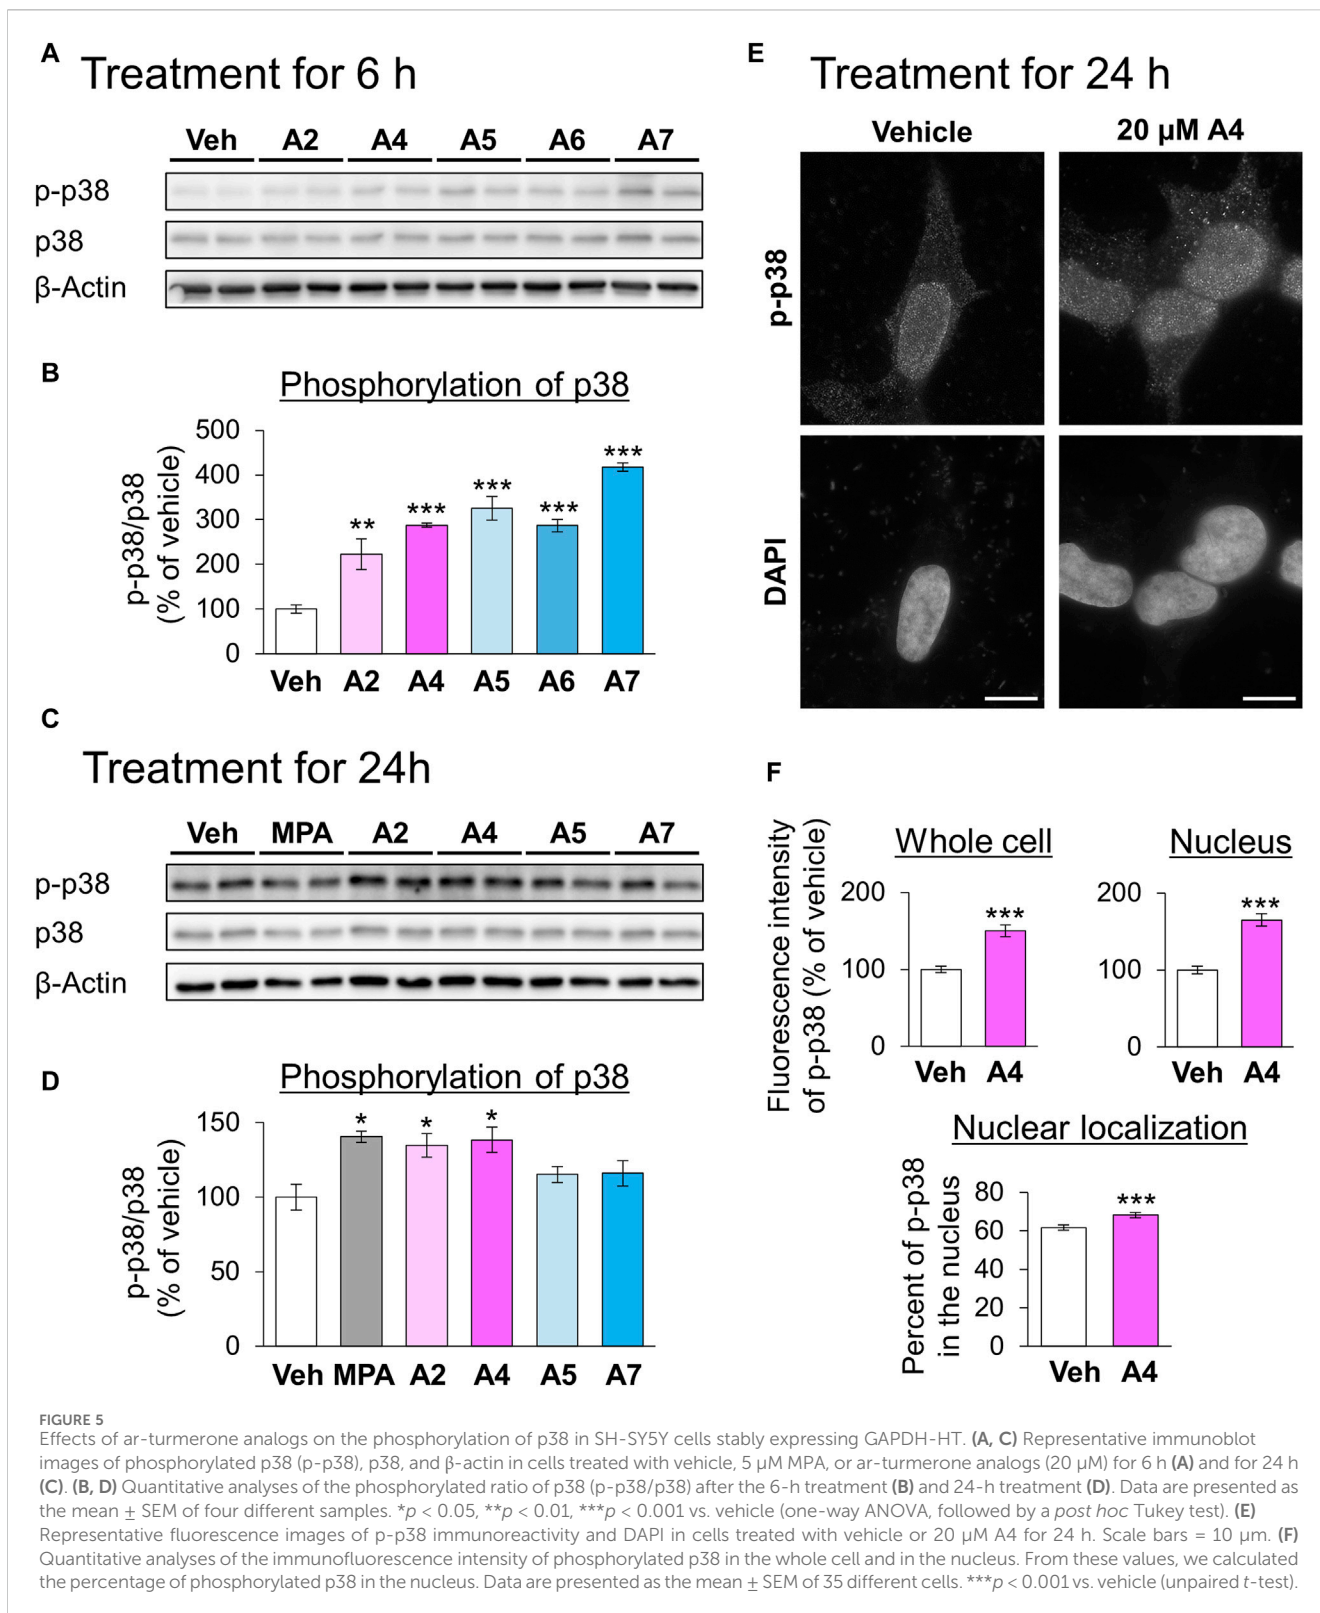 A
Treatment for 6 h
Veh A2 A4 A5 A6 A7
p-p38
p38
β-Actin
B
Phosphorylation of p38
p-p38/p38
(% of vehicle)
500
400
300
200
100
0
** *** *** *** ***
Veh A2 A4 A5 A6 A7
C
Treatment for 24h
Veh MPA A2 A4 A5 A7
p-p38
p38
β-Actin
D
Phosphorylation of p38
p-p38/p38
(% of vehicle)
150
100
50
0
* * *
Veh MPA A2 A4 A5 A7
E
Treatment for 24 h
Vehicle 20 µM A4
p-p38
DAPI
F
Fluorescence intensity
of p-p38 (% of vehicle)
Whole cell
200
100
0
***
Veh A4
Nucleus
200
100
0
***
Veh A4
Nuclear localization
Percent of p-p38
in the nucleus
80
60
40
20
0
***
Veh A4
FIGURE 5
Effects of ar-turmerone analogs on the phosphorylation of p38 in SH-SY5Y cells stably expressing GAPDH-HT. (A, C) Representative immunoblot
images of phosphorylated p38 (p-p38), p38, and β-actin in cells treated with vehicle, 5 µM MPA, or ar-turmerone analogs (20 µM) for 6 h (A) and for 24 h
(C). (B, D) Quantitative analyses of the phosphorylated ratio of p38 (p-p38/p38) after the 6-h treatment (B) and 24-h treatment (D). Data are presented as
the mean ± SEM of four different samples. *p < 0.05, **p < 0.01, ***p < 0.001 vs. vehicle (one-way ANOVA, followed by a post hoc Tukey test). (E)
Representative fluorescence images of p-p38 immunoreactivity and DAPI in cells treated with vehicle or 20 µM A4 for 24 h. Scale bars = 10 µm. (F)
Quantitative analyses of the immunofluorescence intensity of phosphorylated p38 in the whole cell and in the nucleus. From these values, we calculated
the percentage of phosphorylated p38 in the nucleus. Data are presented as the mean ± SEM of 35 different cells. ***p < 0.001 vs. vehicle (unpaired t-test).